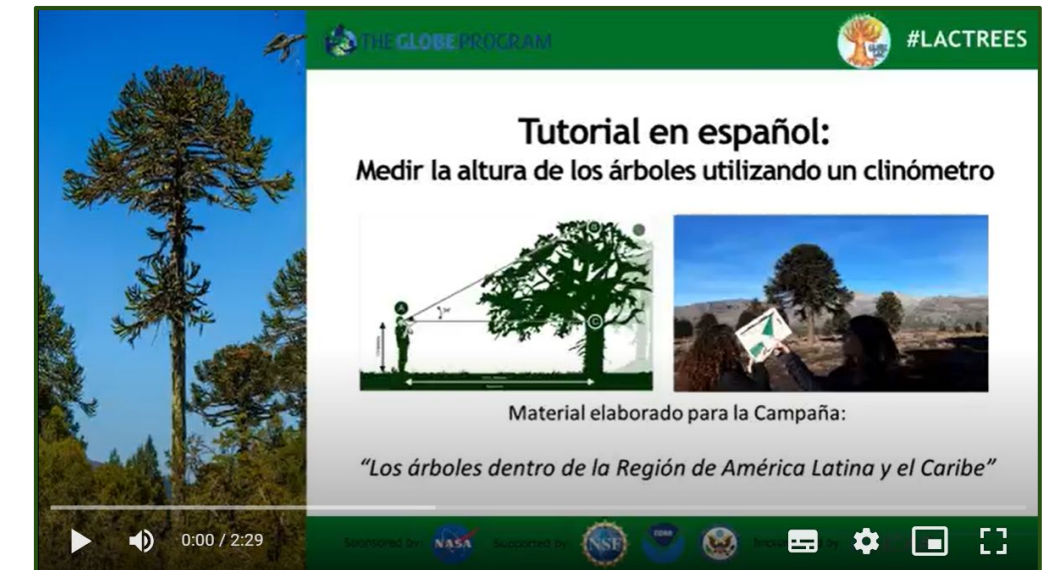 THE GLOBE PROGRAM
#LACTREES
Tutorial en español:
Medir la altura de los árboles utilizando un clinómetro
A
B
C
Material elaborado para la Campaña:
“Los árboles dentro de la Región de América Latina y el Caribe”
0:00 / 2:29
Sponsored by:
NASA
Supported by:
NSF